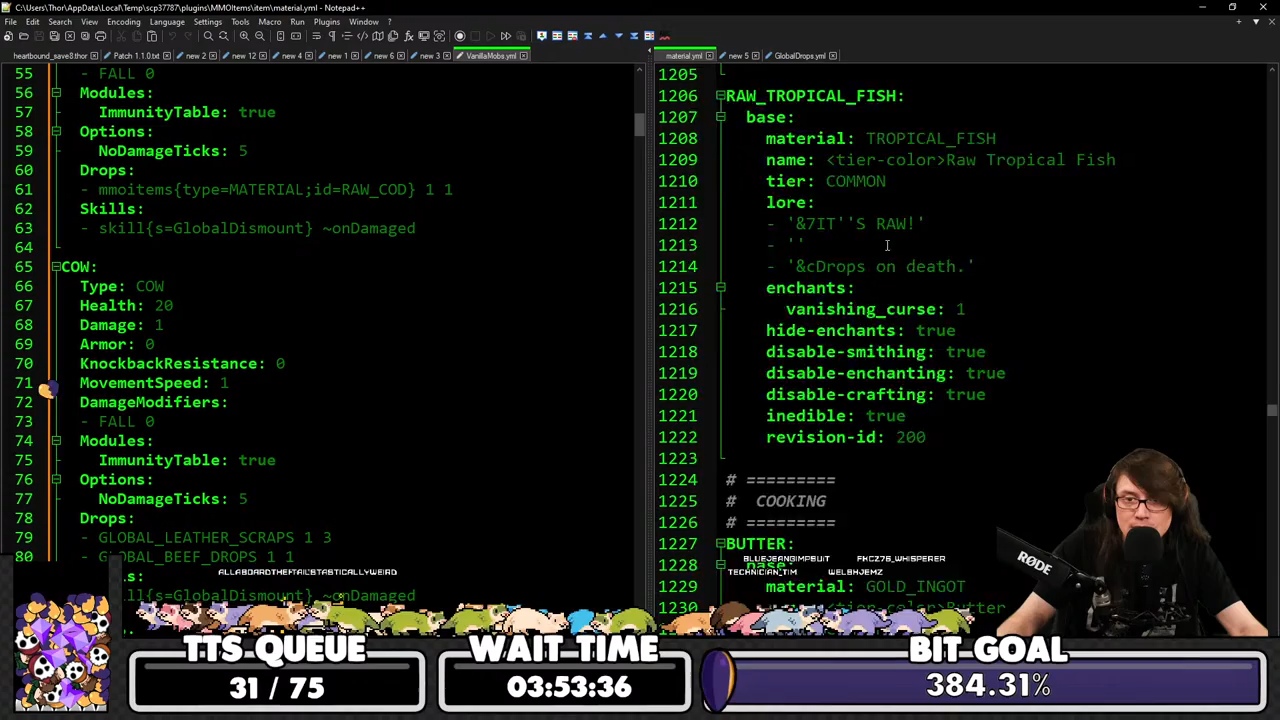 C:\Users\Thor\AppData\Local\Temp\scp37787\plugins\MMOItems\item\material.yml - Notepad++
File Edit Search View Encoding Language Settings Tools Macro Run Plugins Window ?
heartbound_save8.thor Patch 1.1.0.txt new 2 new 12 new 4 new 1 new 6 new 3 VanillaMobs.yml
55 - FALL 0
56 Modules:
57 ImmunityTable: true
58 Options:
59 NoDamageTicks: 5
60 Drops:
61 - mmoitems{type=MATERIAL;id=RAW_COD} 1 1
62 Skills:
63 - skill{s=GlobalDismount} ~onDamaged
64
65 COW:
66 Type: COW
67 Health: 20
68 Damage: 1
69 Armor: 0
70 KnockbackResistance: 0
71 MovementSpeed: 1
72 DamageModifiers:
73 - FALL 0
74 Modules:
75 ImmunityTable: true
76 Options:
77 NoDamageTicks: 5
78 Drops:
79 - GLOBAL_LEATHER_SCRAPS 1 3
80 - GLOBAL_BEEF_DROPS 1 1
ls:
ill{s=GlobalDismount} ~onDamaged
material.yml new 5 GlobalDrops.yml
1205
1206 RAW_TROPICAL_FISH:
1207 base:
1208 material: TROPICAL_FISH
1209 name: <tier-color>Raw Tropical Fish
1210 tier: COMMON
1211 lore:
1212 - '&7IT''S RAW!'
1213 - ''
1214 - '&cDrops on death.'
1215 enchants:
1216 vanishing_curse: 1
1217 hide-enchants: true
1218 disable-smithing: true
1219 disable-enchanting: true
1220 disable-crafting: true
1221 inedible: true
1222 revision-id: 200
1223
1224 # =========
1225 # COOKING
1226 # =========
1227 BUTTER:
1228 base:
1229 material: GOLD_INGOT
1230 <tier-color>Butter
ALLABOARDTHEFAILSTASTICALLYWEIRD
BLUEJEANGIMPSUIT FKCZ76_WHISPERER
TECHNICIAN_TIM WELSHJEMZ
RØDE
TTS QUEUE
31 / 75
WAIT TIME
03:53:36
BIT GOAL
384.31%